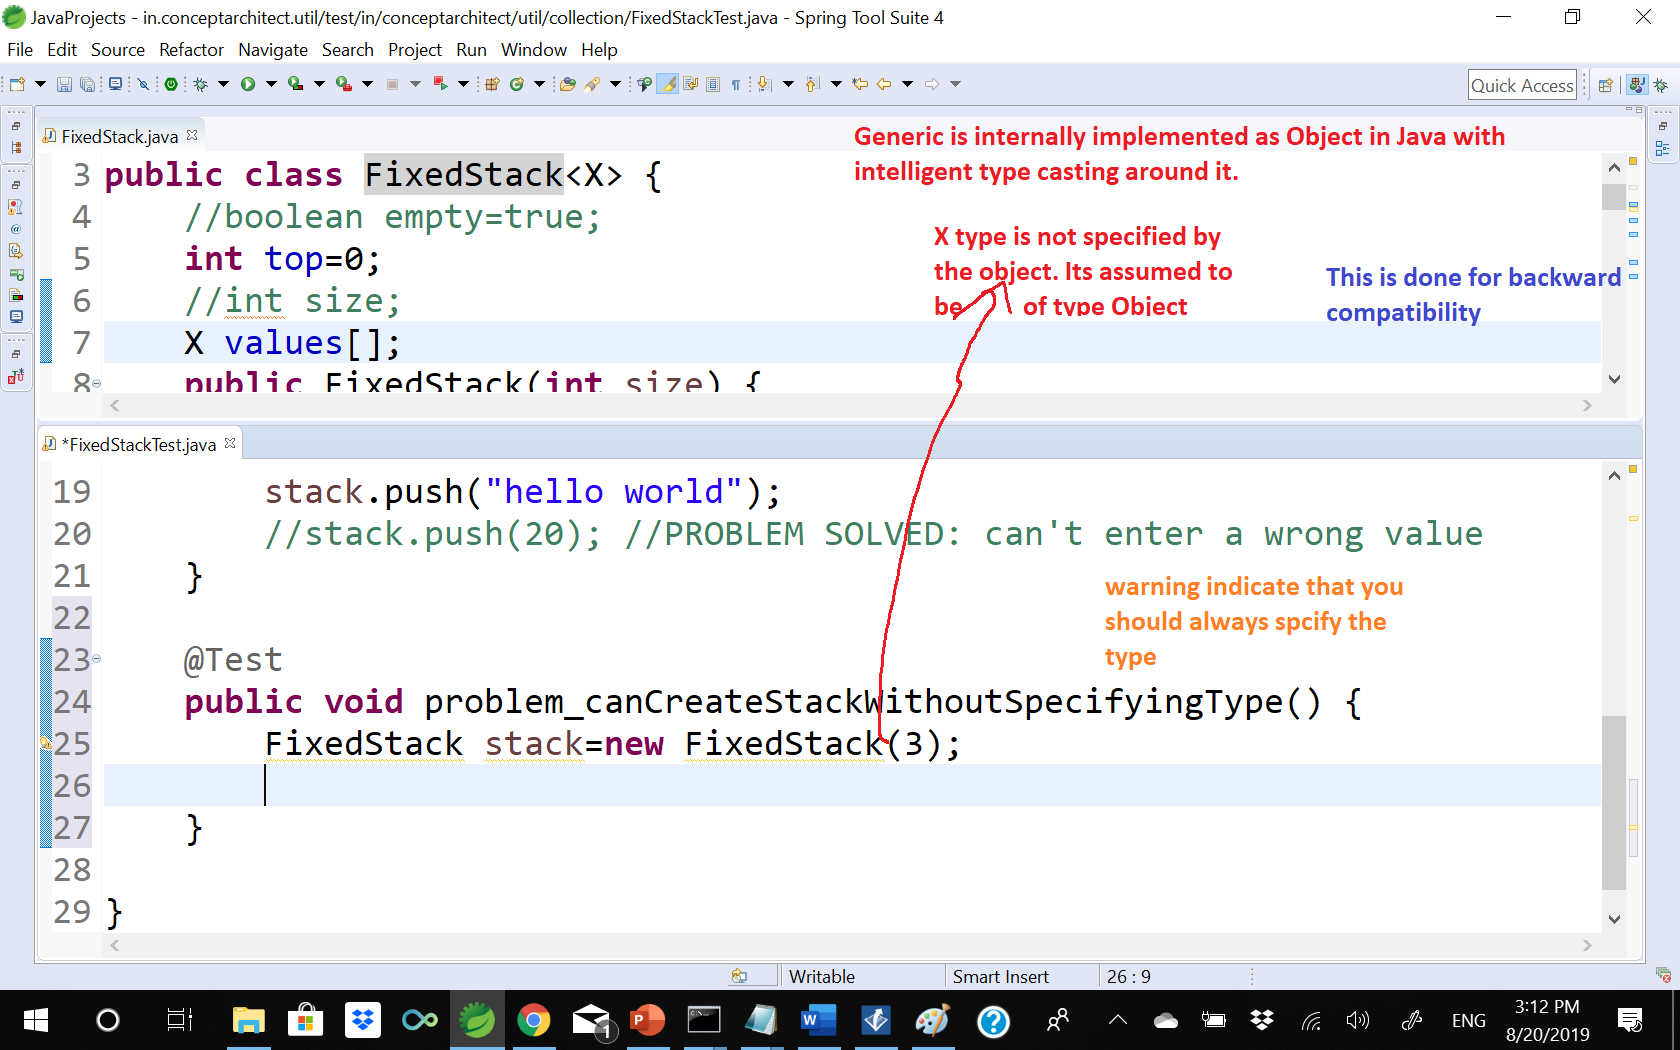 JavaProjects - in.conceptarchitect.util/test/in/conceptarchitect/util/collection/FixedStackTest.java - Spring Tool Suite 4
File Edit Source Refactor Navigate Search Project Run Window Help
Quick Access
FixedStack.java
Generic is internally implemented as Object in Java with
intelligent type casting around it.
3 public class FixedStack<X> {
4 //boolean empty=true;
5 int top=0;
6 //int size;
7 X values[];
8 public FixedStack(int size) {
X type is not specified by
the object. Its assumed to
be of type Object
This is done for backward
compatibility
*FixedStackTest.java
19 stack.push("hello world");
20 //stack.push(20); //PROBLEM SOLVED: can't enter a wrong value
21 }
22
23 @Test
24 public void problem_canCreateStackWithoutSpecifyingType() {
25 FixedStack stack=new FixedStack(3);
26
27 }
28
29 }
warning indicate that you
should always spcify the
type
Writable Smart Insert 26 : 9
1
ENG
3:12 PM
8/20/2019